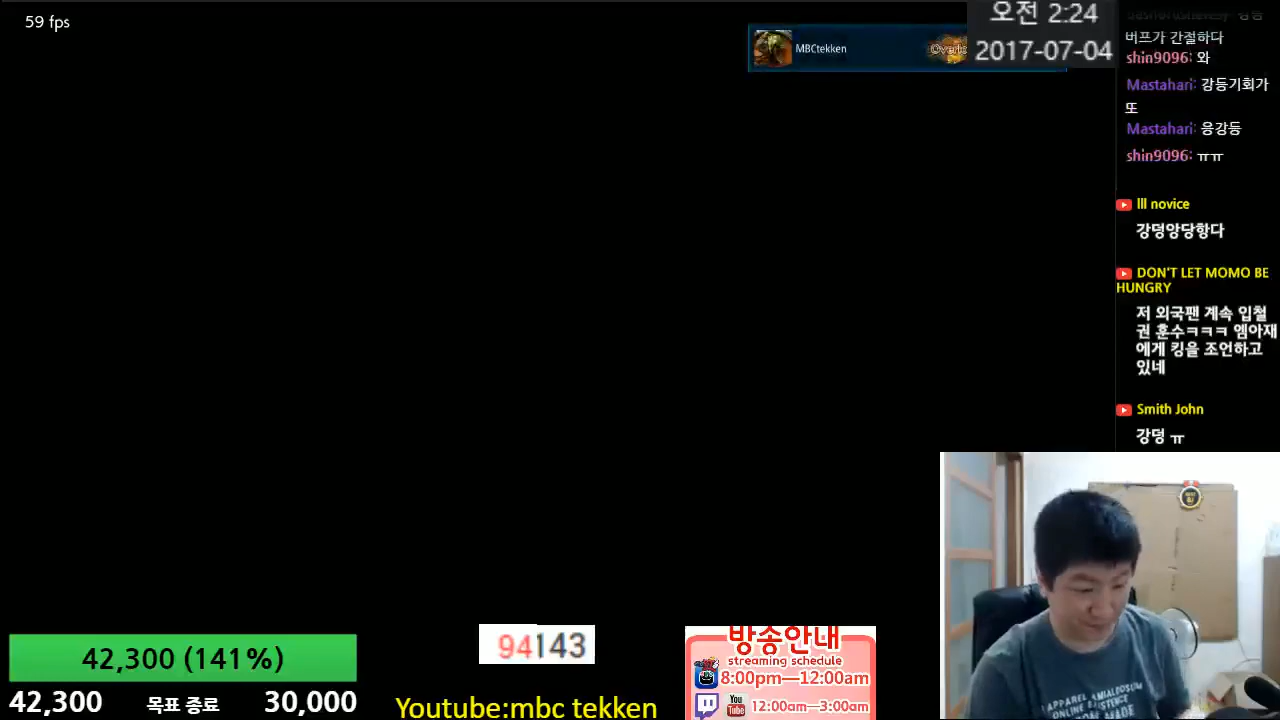 59 fps
MBCtekken
오전 2:24
2017-07-04
버프가 간절하다
shin9096: 와
Mastahari: 강등기회가
또
Mastahari: 응강등
shin9096: ㅠㅠ
lll novice
강덩앙당항다
DON'T LET MOMO BE
HUNGRY
저 외국팬 계속 입철
권 훈수ㅋㅋㅋ 엠아재
에게 킹을 조언하고
있네
Smith John
강덩 ㅠ
42,300 (141%)
42,300 목표 종료 30,000
94143
Youtube:mbc tekken
방송안내
streaming schedule
8:00pm—12:00am
You Tube 12:00am—3:00am